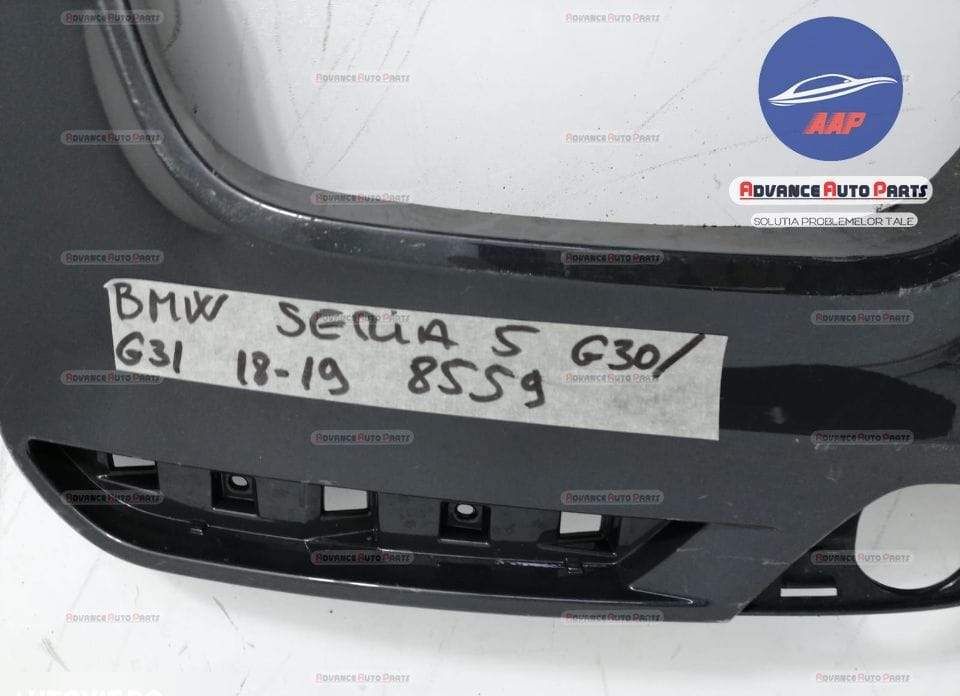 AAP
ADVANCE AUTO PARTS
SOLUTIA PROBLEMELOR TALE
BMW SERIA 5 G30/
G31 18-19 8559